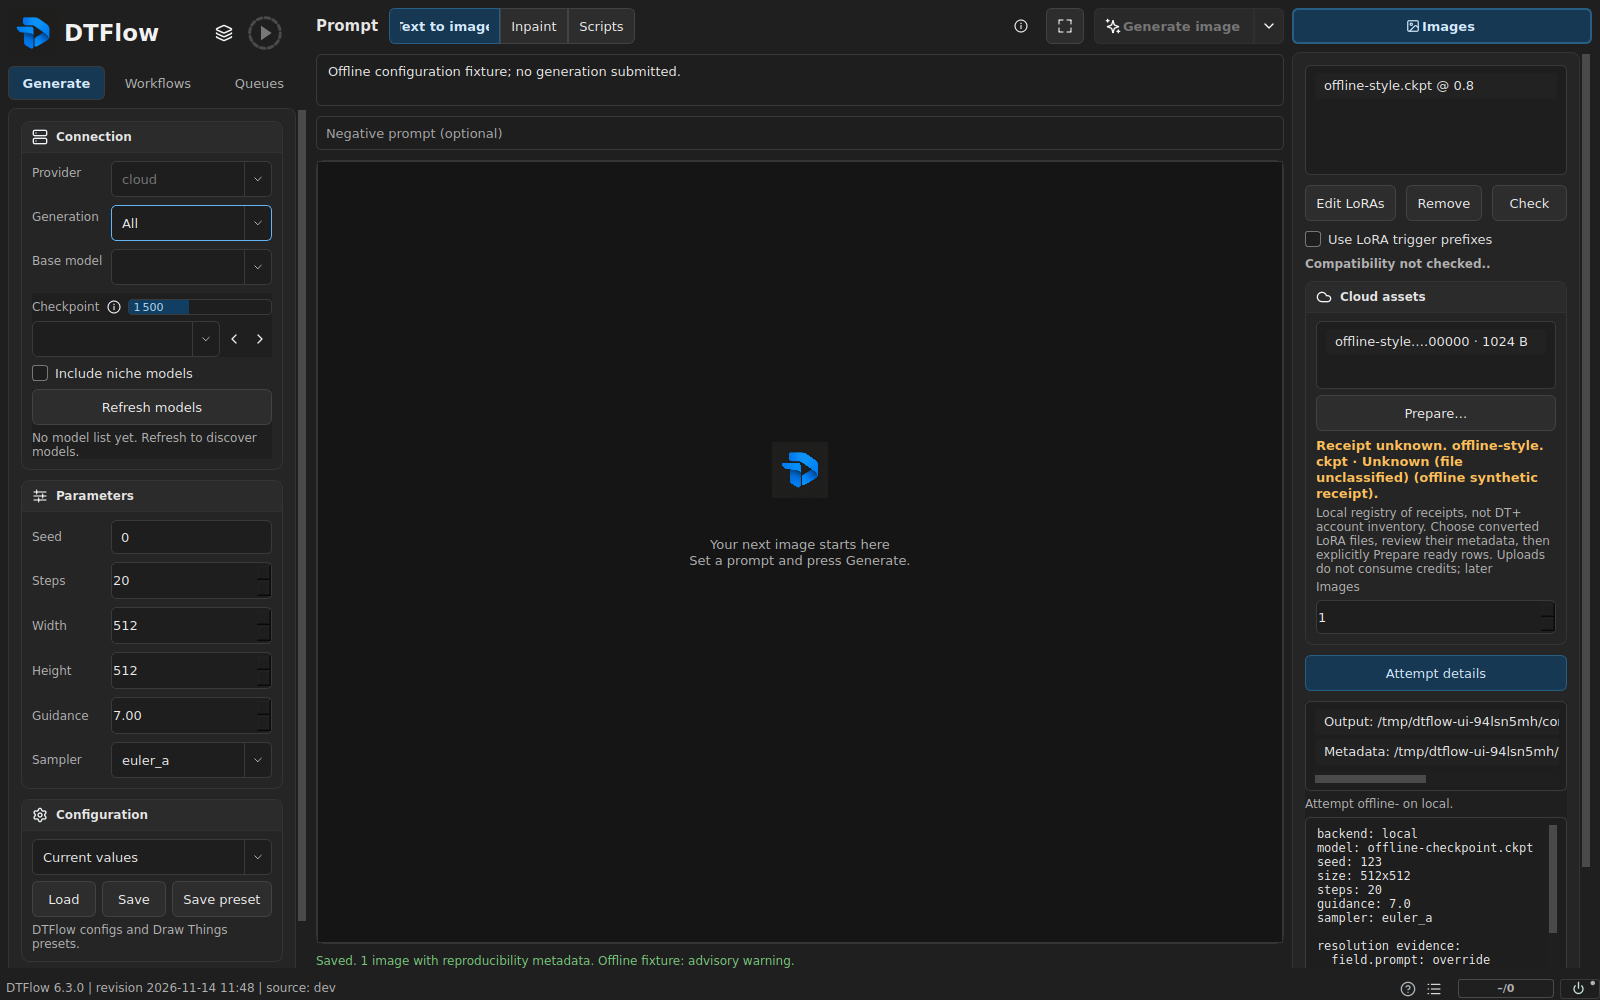 DTFlow
Generate
Workflows
Queues
Connection
Provider
cloud
Generation
All
Base model
Checkpoint
1 500
Include niche models
Refresh models
No model list yet. Refresh to discover
models.
Parameters
Seed
0
Steps
20
Width
512
Height
512
Guidance
7.00
Sampler
euler_a
Configuration
Current values
Load
Save
Save preset
DTFlow configs and Draw Things
presets.
Prompt
Text to image
Inpaint
Scripts
Generate image
Offline configuration fixture; no generation submitted.
Negative prompt (optional)
Your next image starts here
Set a prompt and press Generate.
Saved. 1 image with reproducibility metadata. Offline fixture: advisory warning.
Images
offline-style.ckpt @ 0.8
Edit LoRAs
Remove
Check
Use LoRA trigger prefixes
Compatibility not checked..
Cloud assets
offline-style....00000 · 1024 B
Prepare...
Receipt unknown. offline-style.
ckpt · Unknown (file
unclassified) (offline synthetic
receipt).
Local registry of receipts, not DT+
account inventory. Choose converted
LoRA files, review their metadata, then
explicitly Prepare ready rows. Uploads
do not consume credits; later
Images
1
Attempt details
Output: /tmp/dtflow-ui-94lsn5mh/co
Metadata: /tmp/dtflow-ui-94lsn5mh/
Attempt offline- on local.
backend: local
model: offline-checkpoint.ckpt
seed: 123
size: 512x512
steps: 20
guidance: 7.0
sampler: euler_a
resolution evidence:
field.prompt: override
DTFlow 6.3.0 | revision 2026-11-14 11:48 | source: dev
–/0